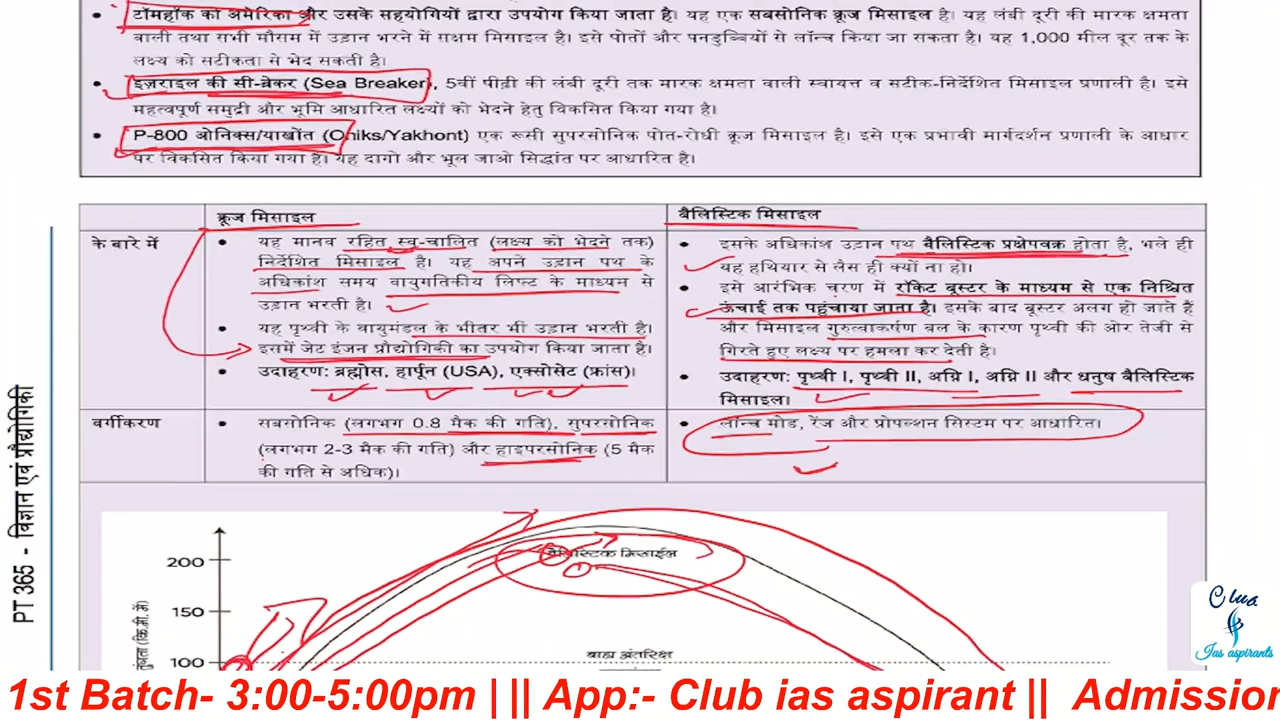 टॉमहॉक का अमेरिका और उसके सहयोगियों द्वारा उपयोग किया जाता है। यह एक सबसोनिक क्रूज मिसाइल है। यह लंबी दूरी की मारक क्षमता
वाली तथा सभी मौसम में उड़ान भरने में सक्षम मिसाइल है। इसे पोतों और पनडुब्बियों से लॉन्च किया जा सकता है। यह 1,000 मील दूर तक के
लक्ष्य को सटीकता से भेद सकती है।
इज़राइल की सी-ब्रेकर (Sea Breaker), 5वीं पीढ़ी की लंबी दूरी तक मारक क्षमता वाली स्वायत्त व सटीक-निर्देशित मिसाइल प्रणाली है। इसे
महत्वपूर्ण समुद्री और भूमि आधारित लक्ष्यों को भेदने हेतु विकसित किया गया है।
P-800 ओनिक्स/याखोंत (Oniks/Yakhont) एक रूसी सुपरसोनिक पोत-रोधी क्रूज मिसाइल है। इसे एक प्रभावी मार्गदर्शन प्रणाली के आधार
पर विकसित किया गया है। यह दागो और भूल जाओ सिद्धांत पर आधारित है।
क्रूज मिसाइल
बैलिस्टिक मिसाइल
के बारे में
यह मानव रहित स्व-चालित (लक्ष्य को भेदने तक)
निर्देशित मिसाइल है। यह अपने उड़ान पथ के
अधिकांश समय वायुगतिकीय लिफ्ट के माध्यम से
उड़ान भरती है।
यह पृथ्वी के वायुमंडल के भीतर भी उड़ान भरती है।
इसमें जेट इंजन प्रौद्योगिकी का उपयोग किया जाता है।
उदाहरण: ब्रह्मोस, हार्पून (USA), एक्सोसेट (फ्रांस)।
इसके अधिकांश उड़ान पथ बैलिस्टिक प्रक्षेपवक्र होता है, भले ही
यह हथियार से लैस ही क्यों ना हो।
इसे आरंभिक चरण में रॉकेट बूस्टर के माध्यम से एक निश्चित
ऊंचाई तक पहुंचाया जाता है। इसके बाद बूस्टर अलग हो जाते हैं
और मिसाइल गुरुत्वाकर्षण बल के कारण पृथ्वी की ओर तेजी से
गिरते हुए लक्ष्य पर हमला कर देती है।
उदाहरण: पृथ्वी I, पृथ्वी II, अग्नि I, अग्नि II और धनुष बैलिस्टिक
मिसाइल।
वर्गीकरण
सबसोनिक (लगभग 0.8 मैक की गति), सुपरसोनिक
(लगभग 2-3 मैक की गति) और हाइपरसोनिक (5 मैक
की गति से अधिक)।
लॉन्च मोड, रेंज और प्रोपल्शन सिस्टम पर आधारित।
PT 365 - विज्ञान एवं प्रौद्योगिकी
200
150
100
बैलिस्टिक मिसाईल
बाह्य अंतरिक्ष
Club
Ias aspirants
1st Batch- 3:00-5:00pm | || App:- Club ias aspirant || Admission